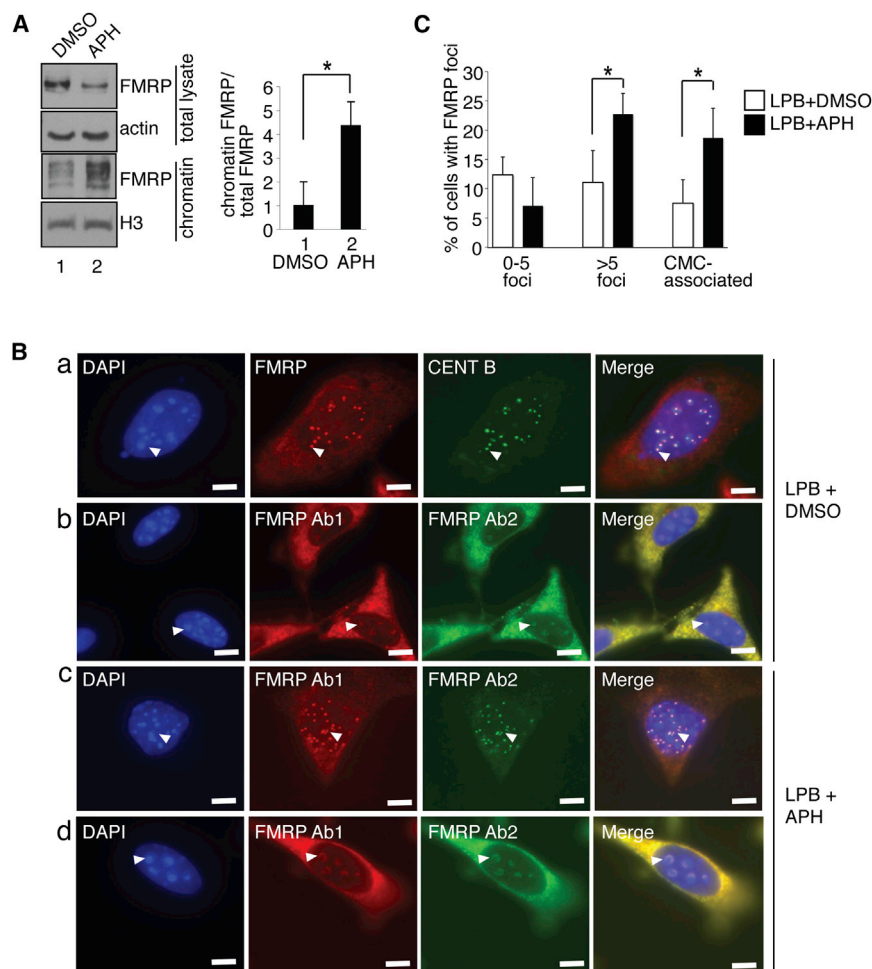 A
DMSO
APH
FMRP
actin
total lysate
FMRP
H3
chromatin
1 2
chromatin FMRP/
total FMRP
6
5
4
3
2
1
0
*
1 2
DMSO APH
C
% of cells with FMRP foci
30
25
20
15
10
5
0
* *
0-5
foci
>5
foci
CMC-
associated
LPB+DMSO
LPB+APH
B
a
DAPI FMRP CENT B Merge
b
DAPI FMRP Ab1 FMRP Ab2 Merge
LPB +
DMSO
c
DAPI FMRP Ab1 FMRP Ab2 Merge
d
DAPI FMRP Ab1 FMRP Ab2 Merge
LPB +
APH